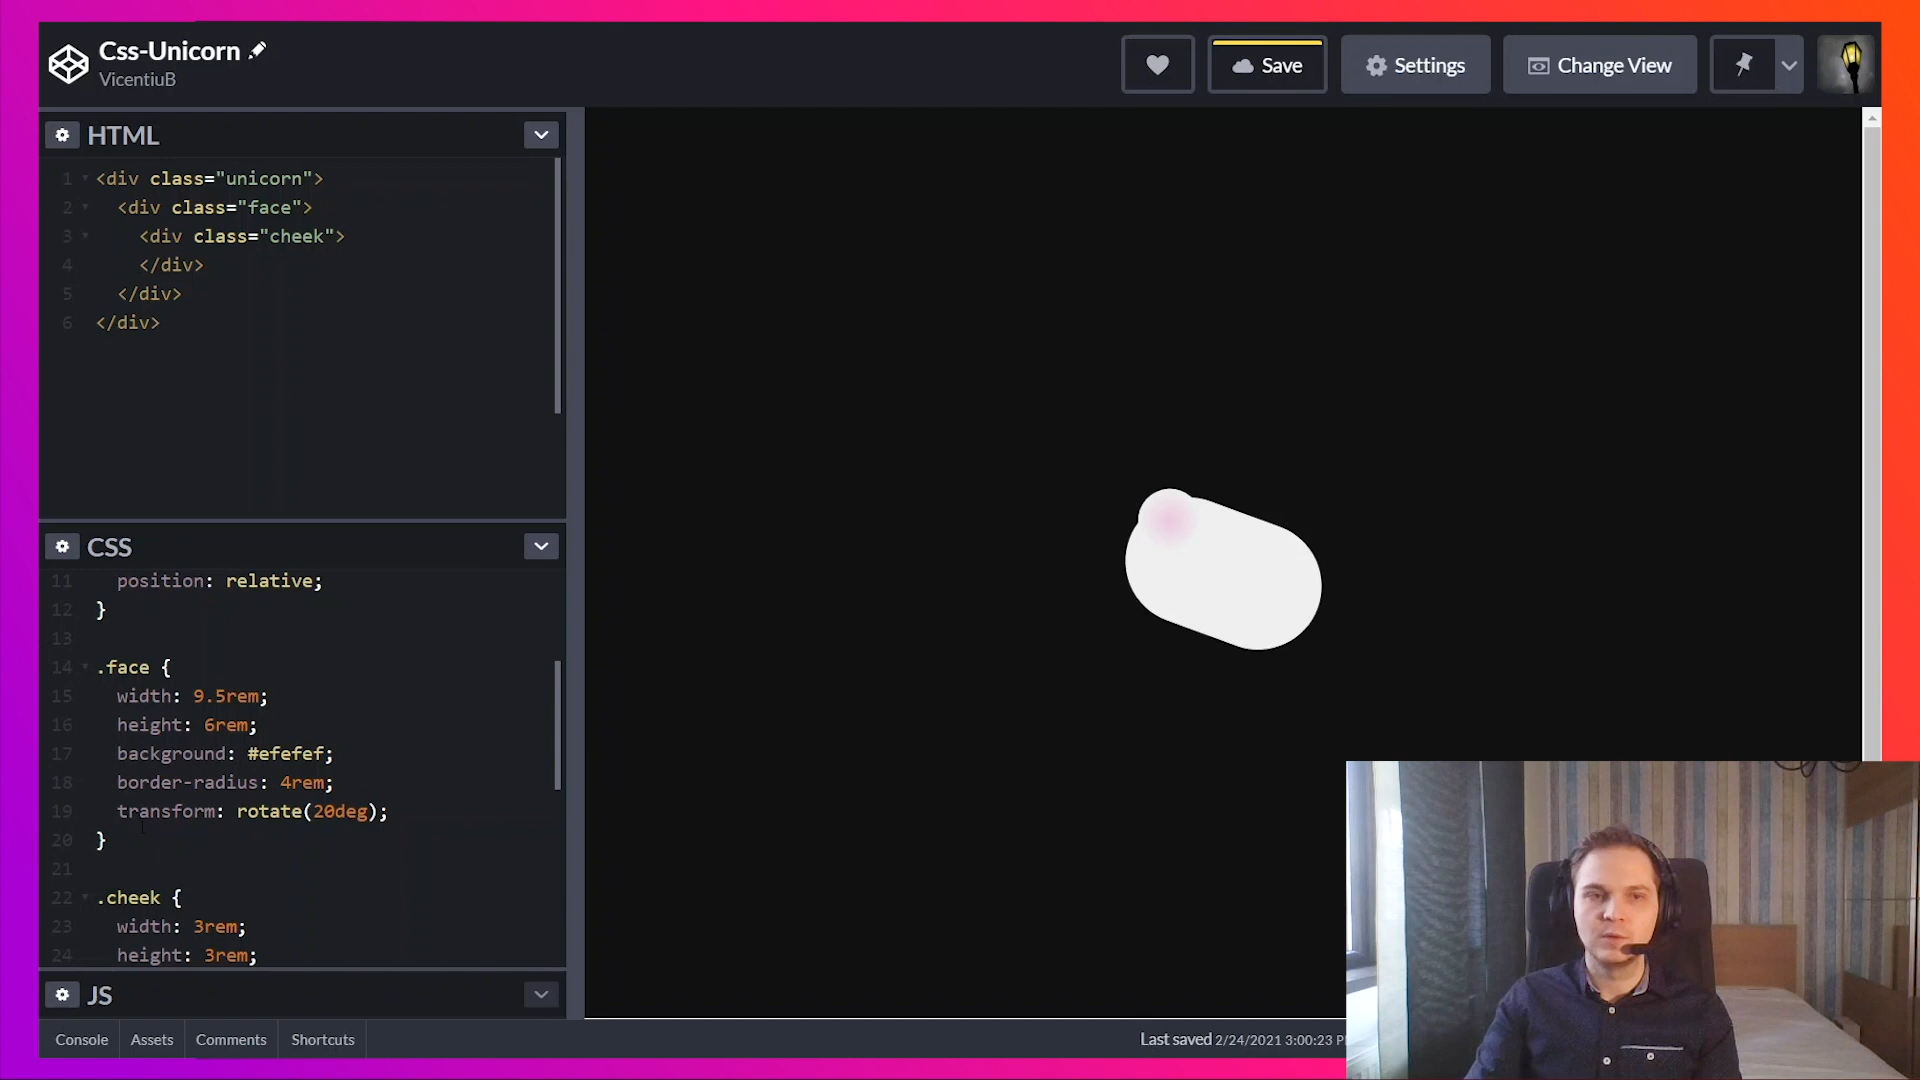 Css-Unicorn
VicentiuB
Save
Settings
Change View
HTML
1 <div class="unicorn">
2 <div class="face">
3 <div class="cheek">
4 </div>
5 </div>
6 </div>
CSS
11 position: relative;
12 }
13
14 .face {
15 width: 9.5rem;
16 height: 6rem;
17 background: #efefef;
18 border-radius: 4rem;
19 transform: rotate(20deg);
20 }
21
22 .cheek {
23 width: 3rem;
24 height: 3rem;
JS
Console Assets Comments Shortcuts
Last saved 2/24/2021 3:00:23